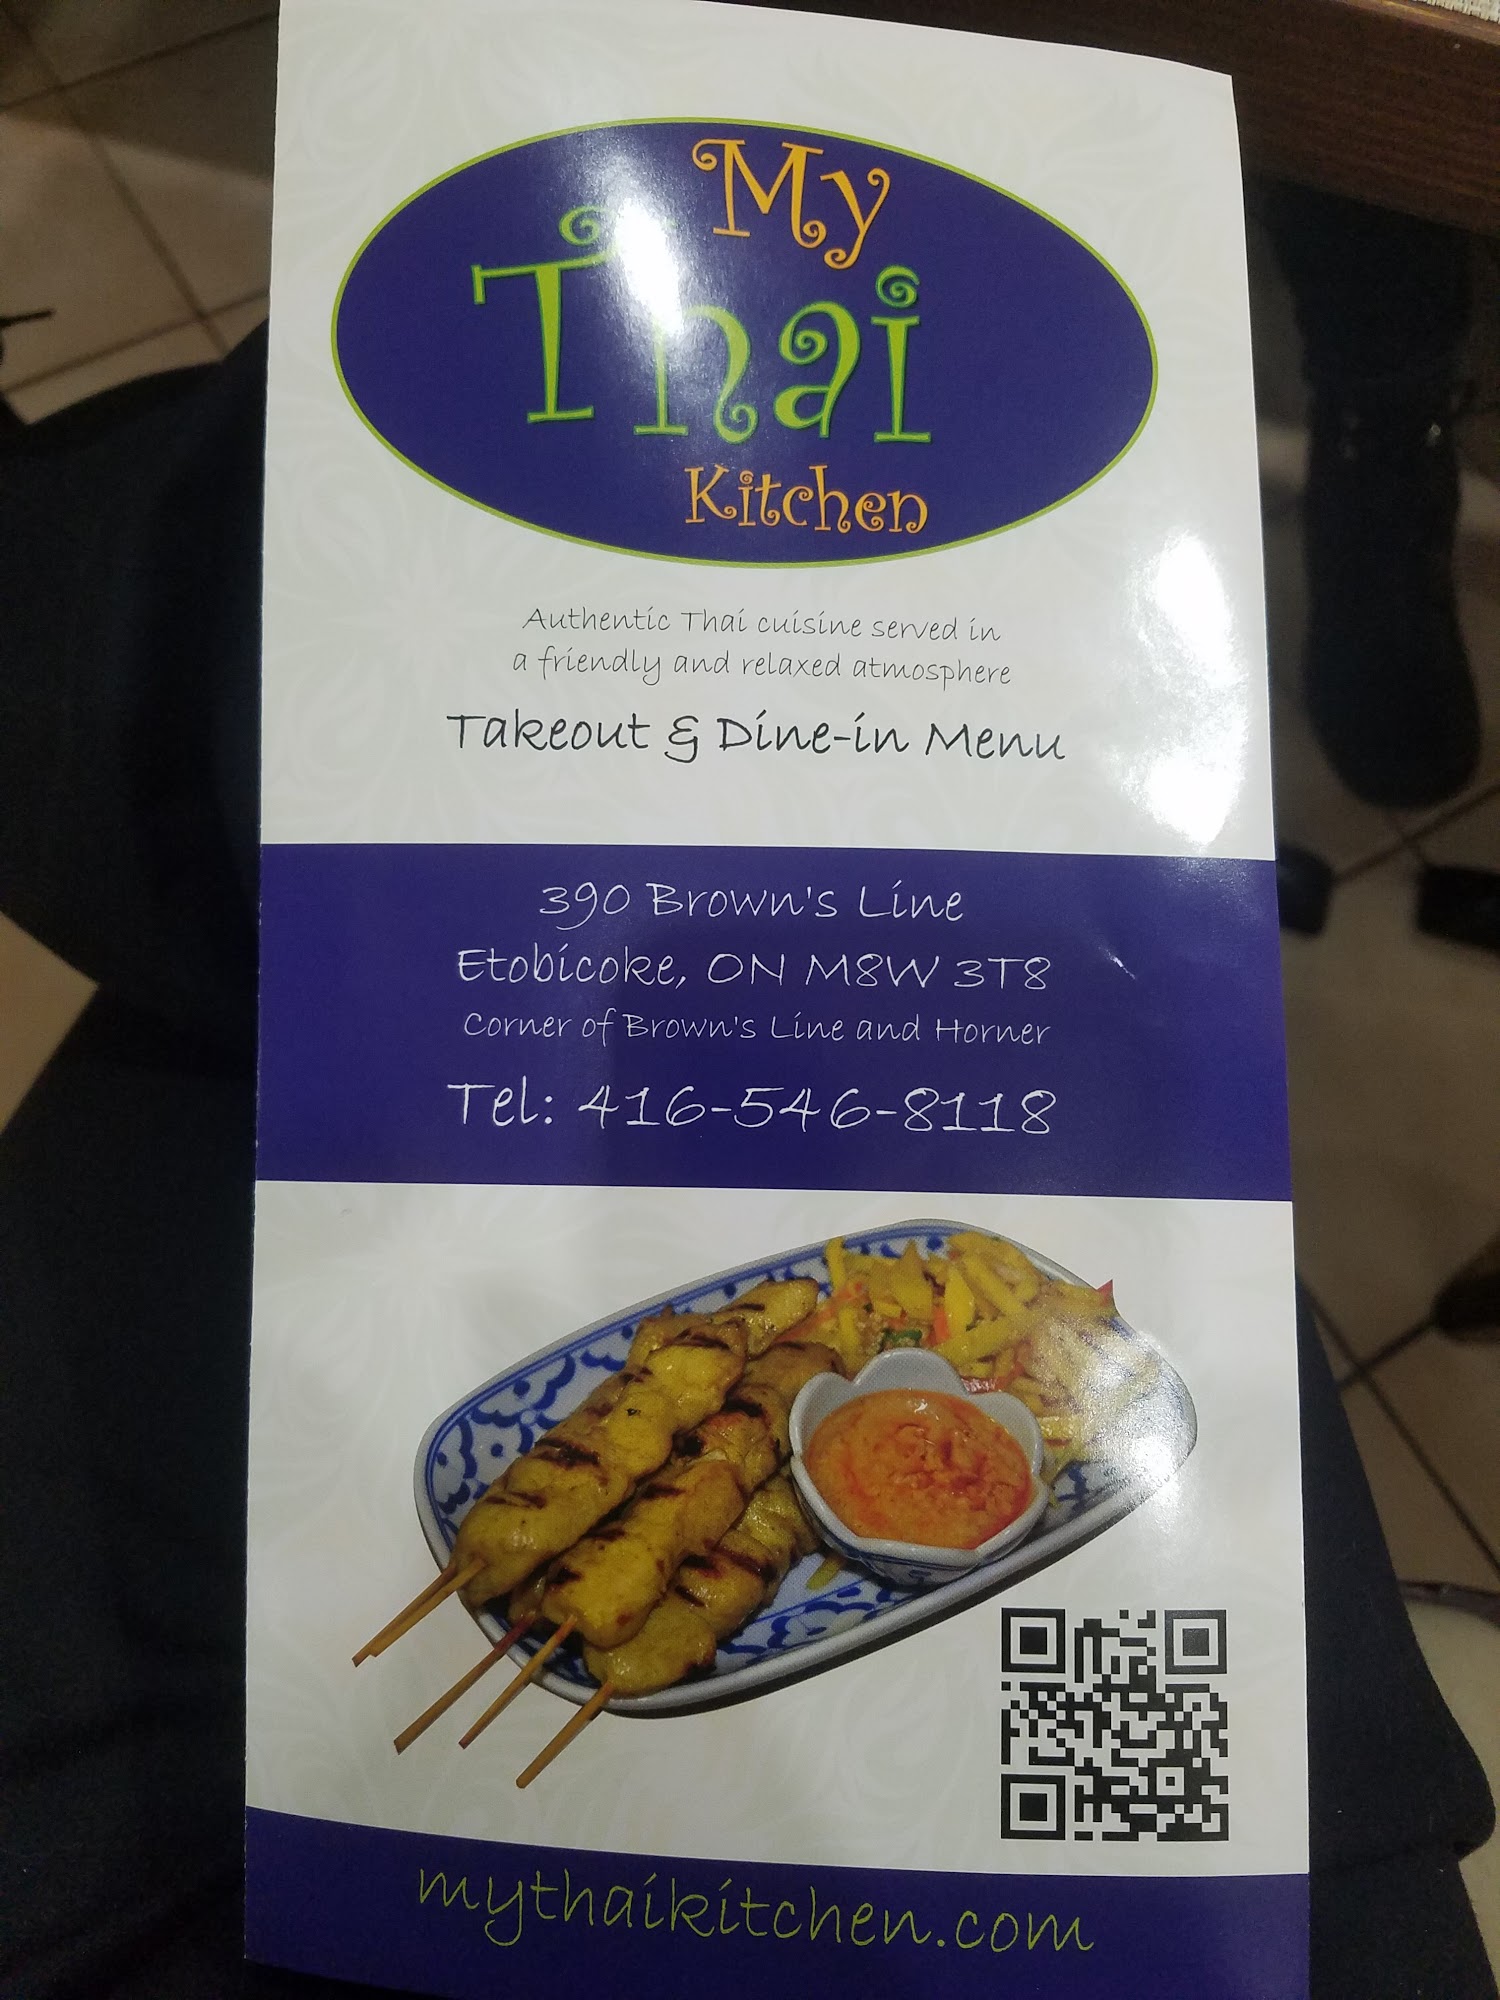 My
Thai
Kitchen
Authentic Thai cuisine served in
a friendly and relaxed atmosphere
Takeout & Dine-in Menu
390 Brown's Line
Etobicoke, ON M8W 3T8
Corner of Brown's Line and Horner
Tel: 416-546-8118
mythaikitchen.com